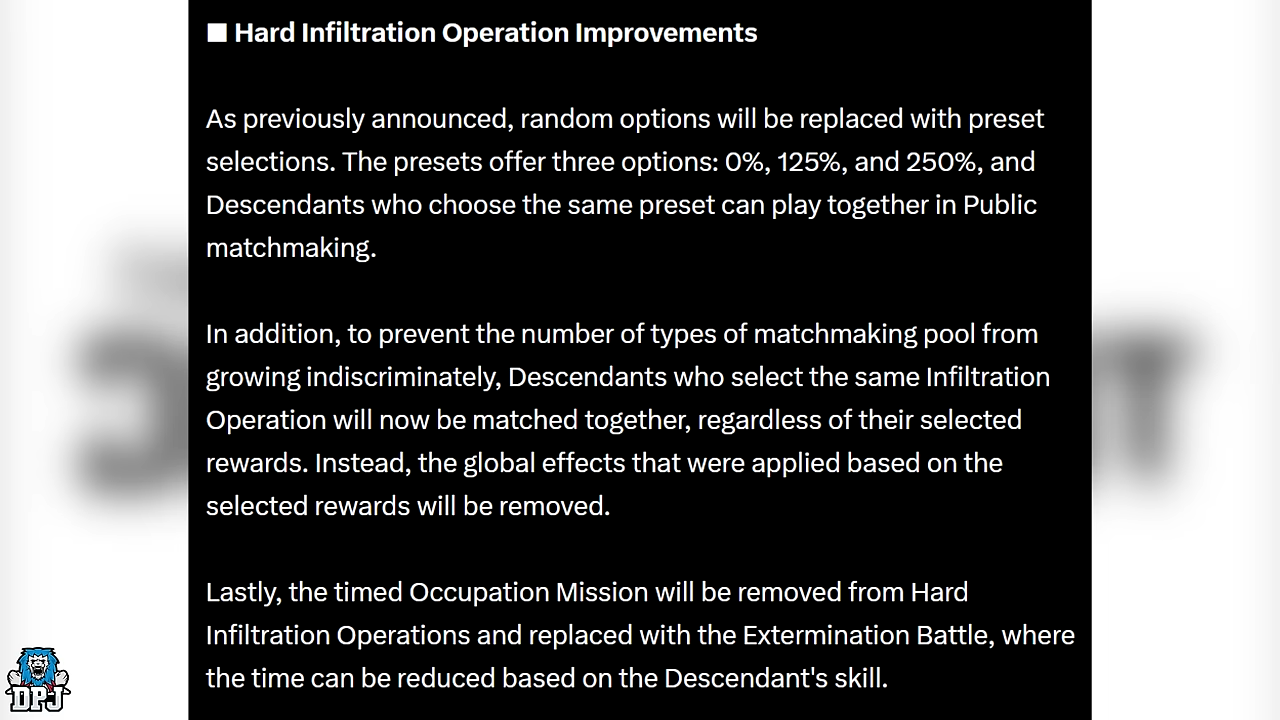 ■ Hard Infiltration Operation Improvements
As previously announced, random options will be replaced with preset
selections. The presets offer three options: 0%, 125%, and 250%, and
Descendants who choose the same preset can play together in Public
matchmaking.
In addition, to prevent the number of types of matchmaking pool from
growing indiscriminately, Descendants who select the same Infiltration
Operation will now be matched together, regardless of their selected
rewards. Instead, the global effects that were applied based on the
selected rewards will be removed.
Lastly, the timed Occupation Mission will be removed from Hard
Infiltration Operations and replaced with the Extermination Battle, where
the time can be reduced based on the Descendant's skill.
DPJ